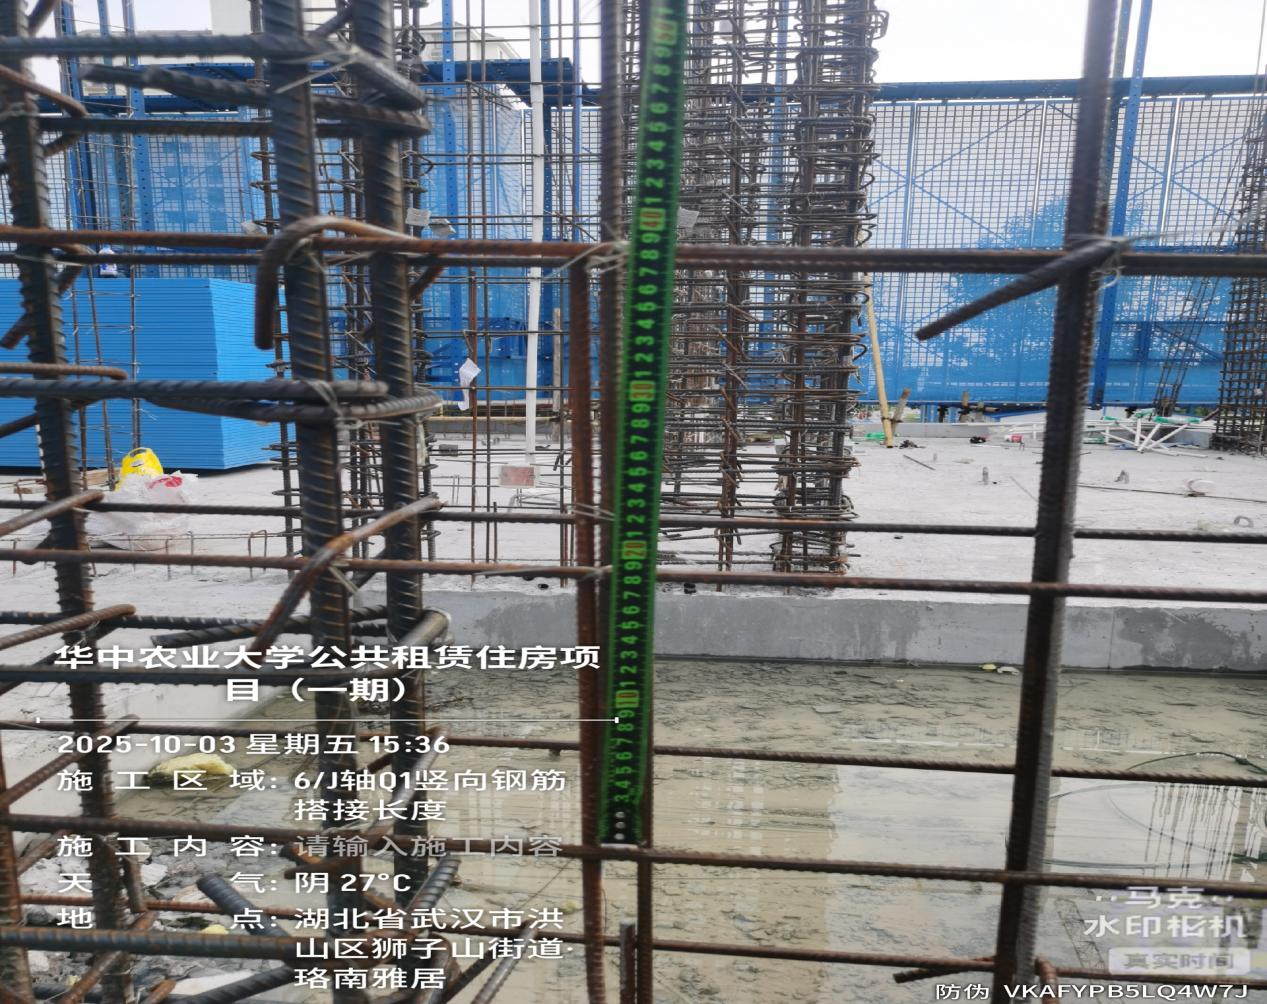 华中农业大学公共租赁住房项
目（一期）
2025-10-03 星期五 15:36
施工区域: 6/J轴Q1竖向钢筋
搭接长度
施工内容: 请输入施工内容
天气: 阴 27°C
地点: 湖北省武汉市洪
山区狮子山街道·
珞南雅居
马克
水印相机
真实时间
防伪 VKAFYPB5LQ4W7J